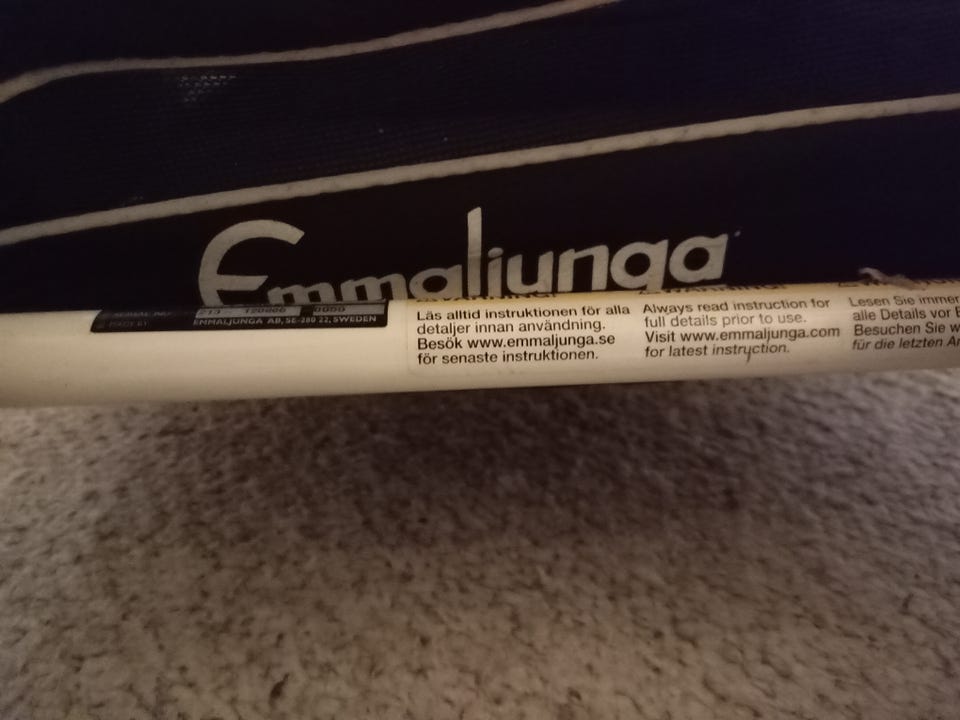 Emmaljunga
EMMALJUNGA AB, SE-280 22, SWEDEN
Läs alltid instruktionen för alla
detaljer innan användning.
Besök www.emmaljunga.se
för senaste instruktionen.
Always read instruction for
full details prior to use.
Visit www.emmaljunga.com
for latest instryction.
Lesen Sie immer
alle Details vor
Besuchen Sie
für die letzten